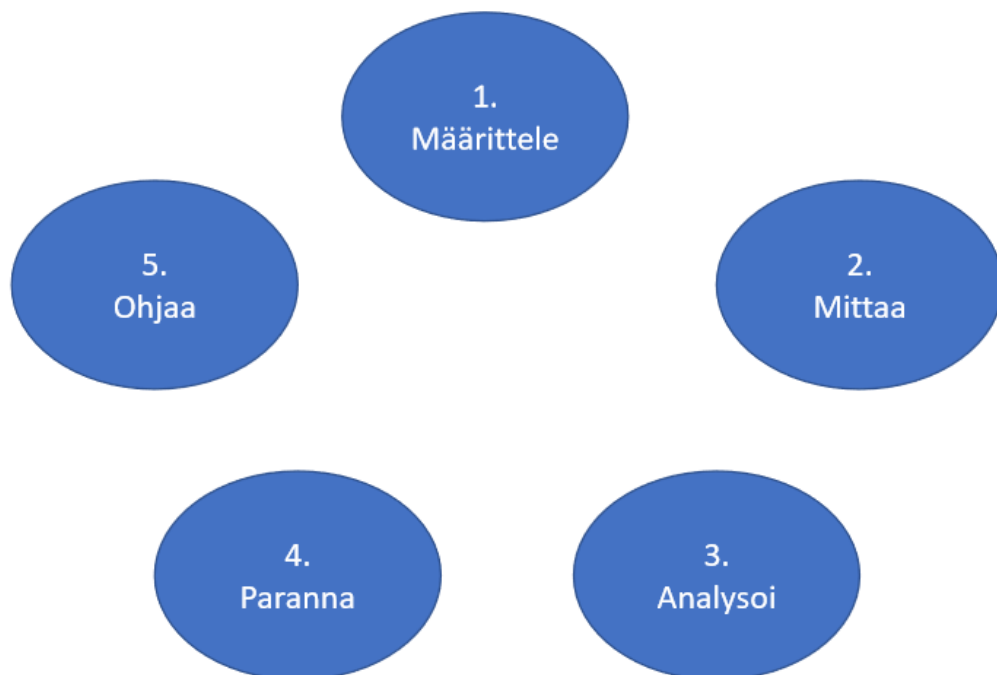 1.
Määrittele
2.
Mittaa
3.
Analysoi
4.
Paranna
5.
Ohjaa